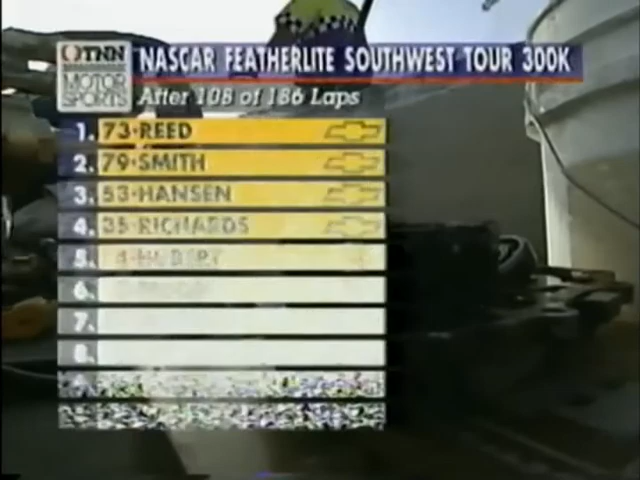 TNN
MOTOR
SPORTS
NASCAR FEATHERLITE SOUTHWEST TOUR 300K
After 108 of 186 Laps
1. 73·REED
2. 79·SMITH
3. 53·HANSEN
4. 35·RICHARDS
5.
6.
7.
8.